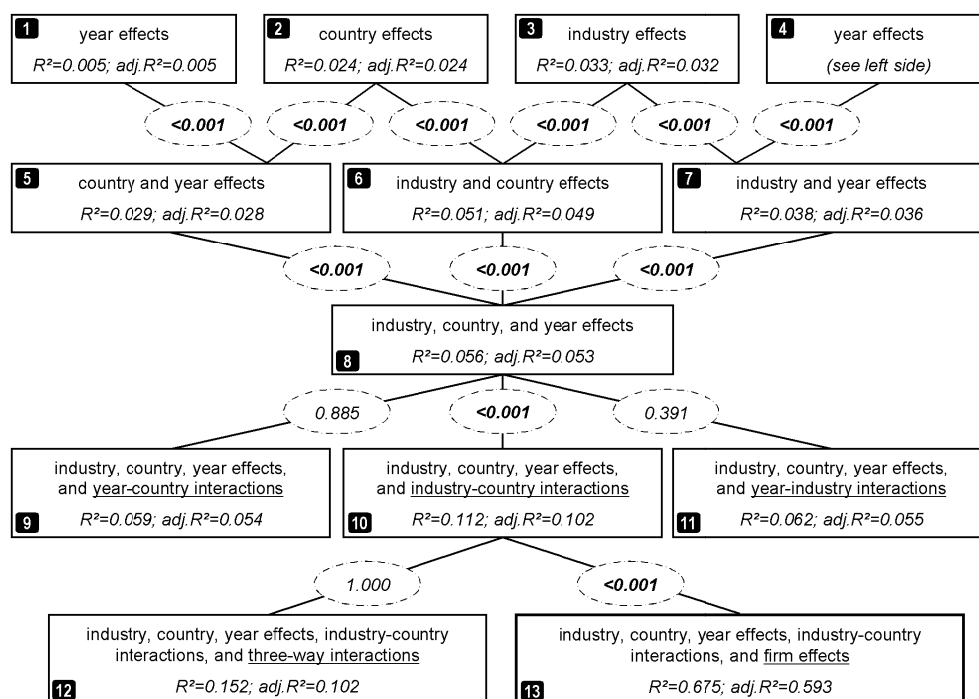 1
year effects
R²=0.005; adj.R²=0.005
2
country effects
R²=0.024; adj.R²=0.024
3
industry effects
R²=0.033; adj.R²=0.032
4
year effects
(see left side)
<0.001
<0.001
<0.001
<0.001
<0.001
<0.001
5
country and year effects
R²=0.029; adj.R²=0.028
6
industry and country effects
R²=0.051; adj.R²=0.049
7
industry and year effects
R²=0.038; adj.R²=0.036
<0.001
<0.001
<0.001
industry, country, and year effects
R²=0.056; adj.R²=0.053
8
0.885
<0.001
0.391
industry, country, year effects,
and year-country interactions
R²=0.059; adj.R²=0.054
9
industry, country, year effects,
and industry-country interactions
R²=0.112; adj.R²=0.102
10
industry, country, year effects,
and year-industry interactions
R²=0.062; adj.R²=0.055
11
1.000
<0.001
industry, country, year effects, industry-country
interactions, and three-way interactions
R²=0.152; adj.R²=0.102
12
industry, country, year effects, industry-country
interactions, and firm effects
R²=0.675; adj.R²=0.593
13